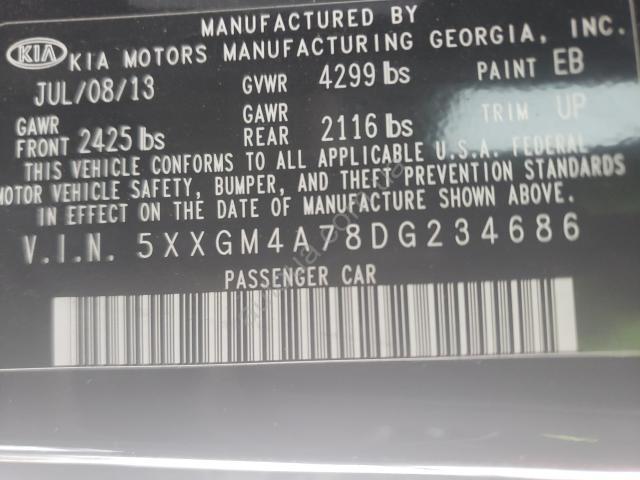 MANUFACTURED BY
KIA KIA MOTORS MANUFACTURING GEORGIA, INC.
JUL/08/13 GVWR 4299 lbs PAINT EB
GAWR FRONT 2425 lbs GAWR REAR 2116 lbs TRIM UP
THIS VEHICLE CONFORMS TO ALL APPLICABLE U.S.A. FEDERAL
MOTOR VEHICLE SAFETY, BUMPER, AND THEFT PREVENTION STANDARDS
IN EFFECT ON THE DATE OF MANUFACTURE SHOWN ABOVE.
V.I.N. 5XXGM4A78DG234686
PASSENGER CAR